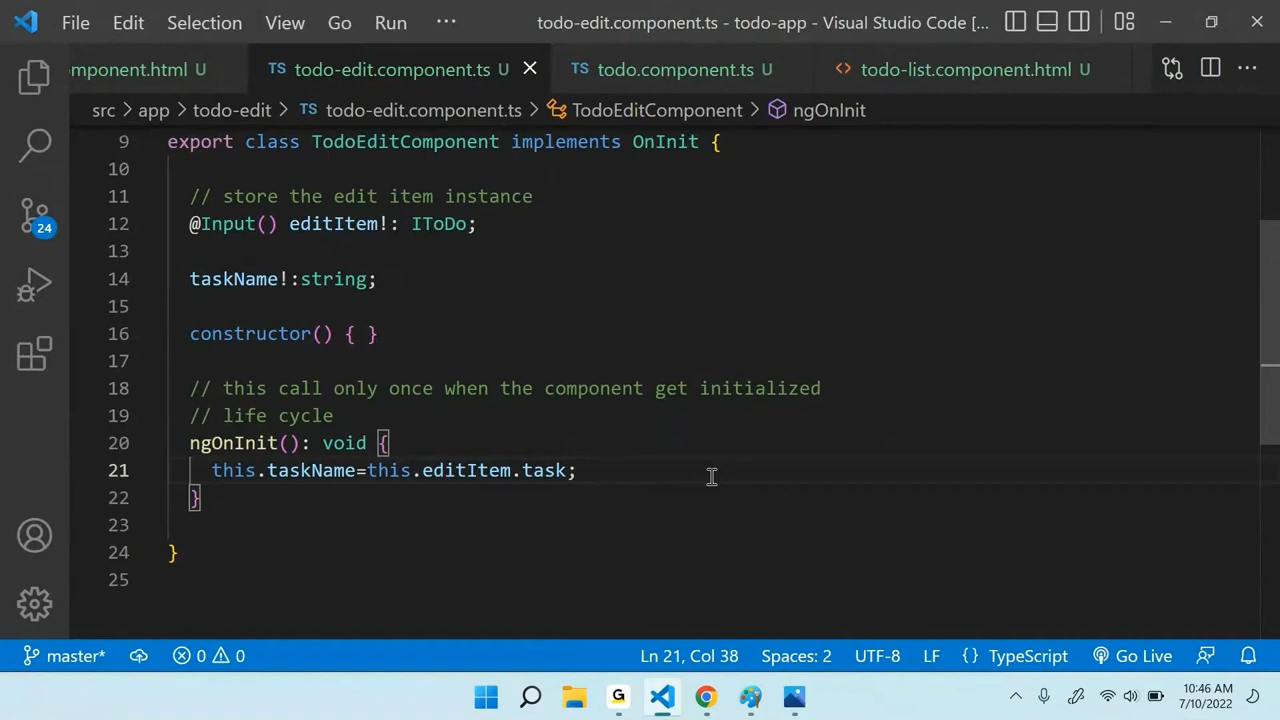 File Edit Selection View Go Run ··· todo-edit.component.ts - todo-app - Visual Studio Code [...
mponent.html U TS todo-edit.component.ts U TS todo.component.ts U <> todo-list.component.html U ···
src > app > todo-edit > TS todo-edit.component.ts > TodoEditComponent > ngOnInit
9 export class TodoEditComponent implements OnInit {
10
11 // store the edit item instance
12 @Input() editItem!: IToDo;
13
14 taskName!:string;
15
16 constructor() { }
17
18 // this call only once when the component get initialized
19 // life cycle
20 ngOnInit(): void {
21 this.taskName=this.editItem.task;
22 }
23
24 }
25
24
master* 0 0 Ln 21, Col 38 Spaces: 2 UTF-8 LF {} TypeScript Go Live
G
10:46 AM
7/10/2022